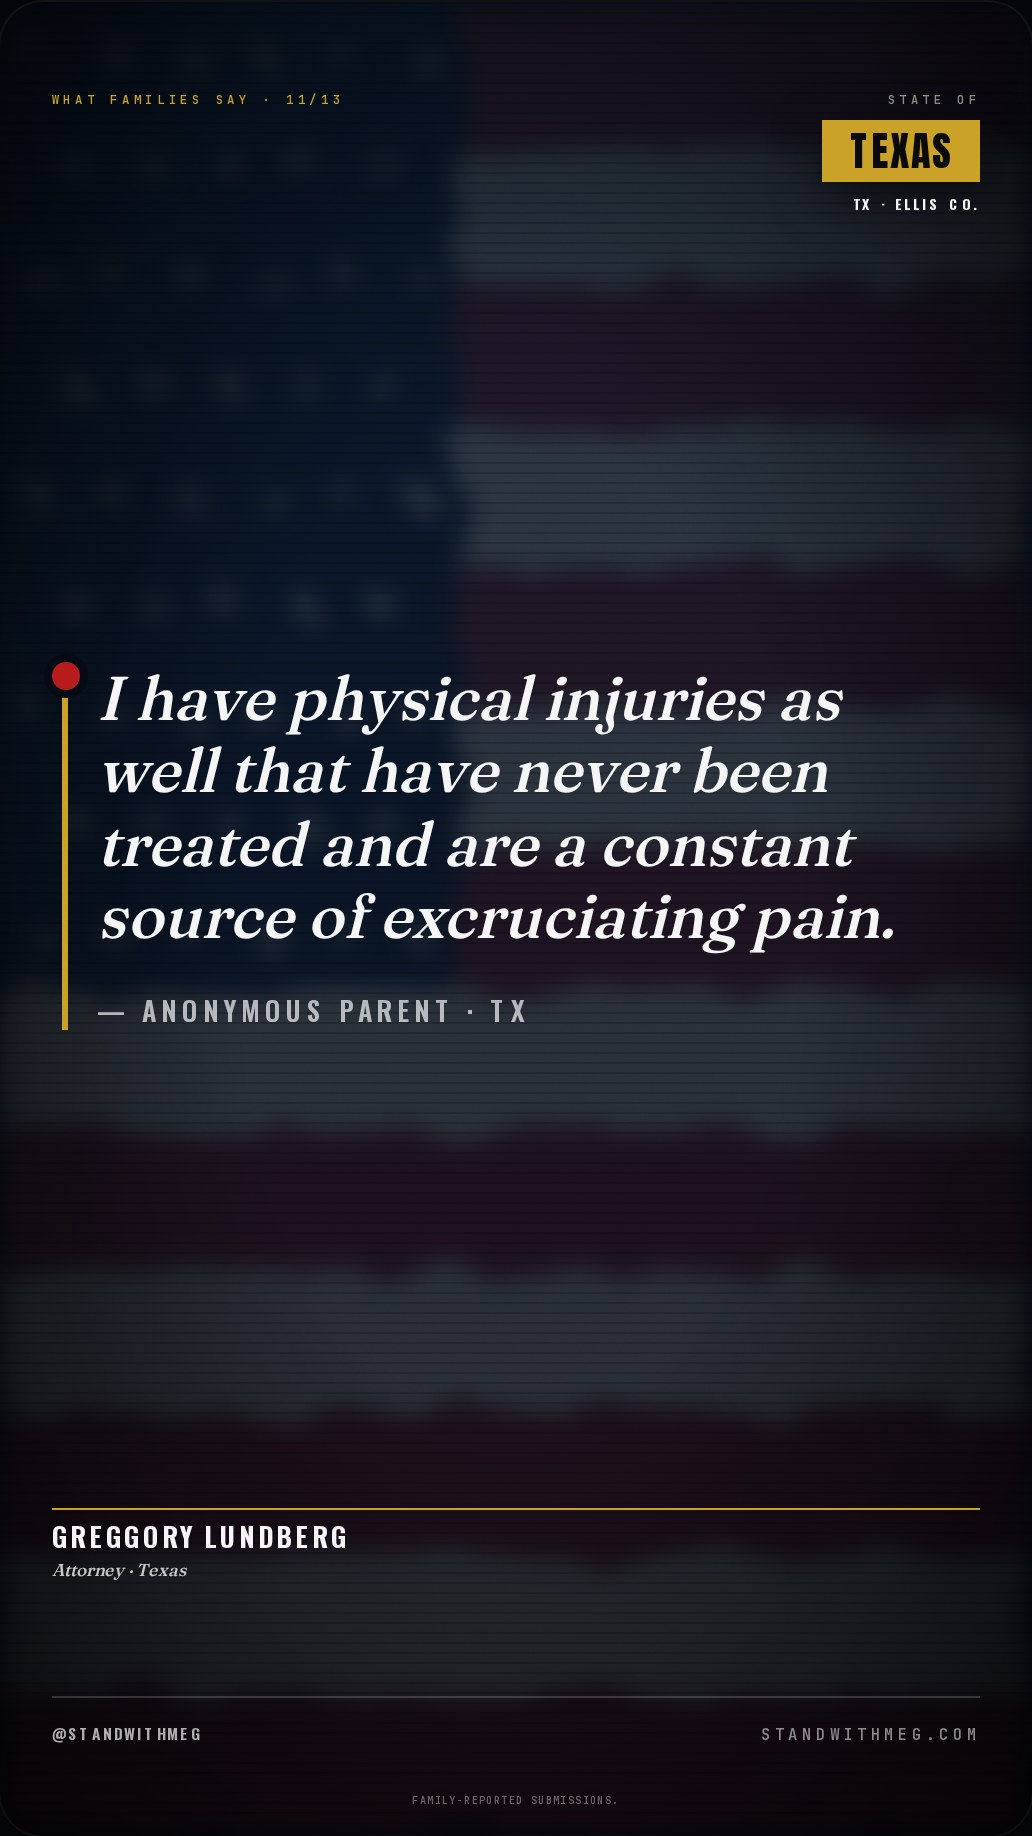 WHAT FAMILIES SAY · 11/13
STATE OF
TEXAS
TX · ELLIS CO.
I have physical injuries as
well that have never been
treated and are a constant
source of excruciating pain.
— ANONYMOUS PARENT · TX
GREGGORY LUNDBERG
Attorney · Texas
@STANDWITHMEG
STANDWITHMEG.COM
FAMILY-REPORTED SUBMISSIONS.